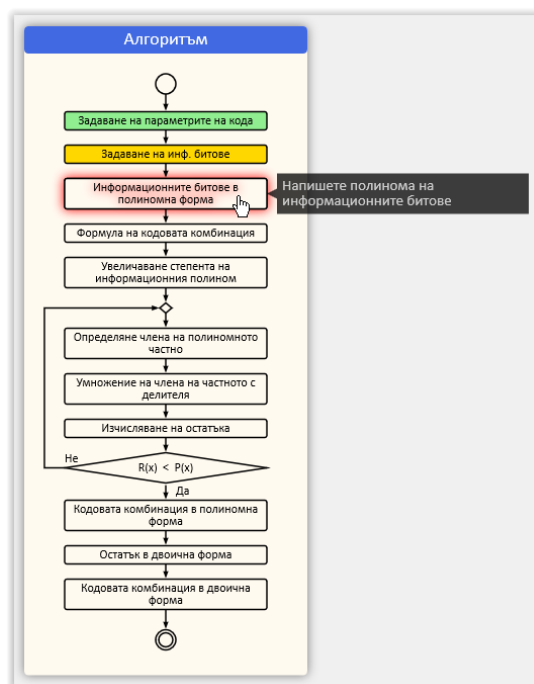 Алгоритъм
Задаване на параметрите на кода
Задаване на инф. битове
Информационните битове в
полиномна форма
Напишете полинома на
информационните битове
Формула на кодовата комбинация
Увеличаване степента на
информационния полином
Определяне члена на полиномното
частно
Умножение на члена на частното с
делителя
Изчисляване на остатъка
Не
R(x) < P(x)
Да
Кодовата комбинация в полиномна
форма
Остатък в двоична форма
Кодовата комбинация в двоична
форма